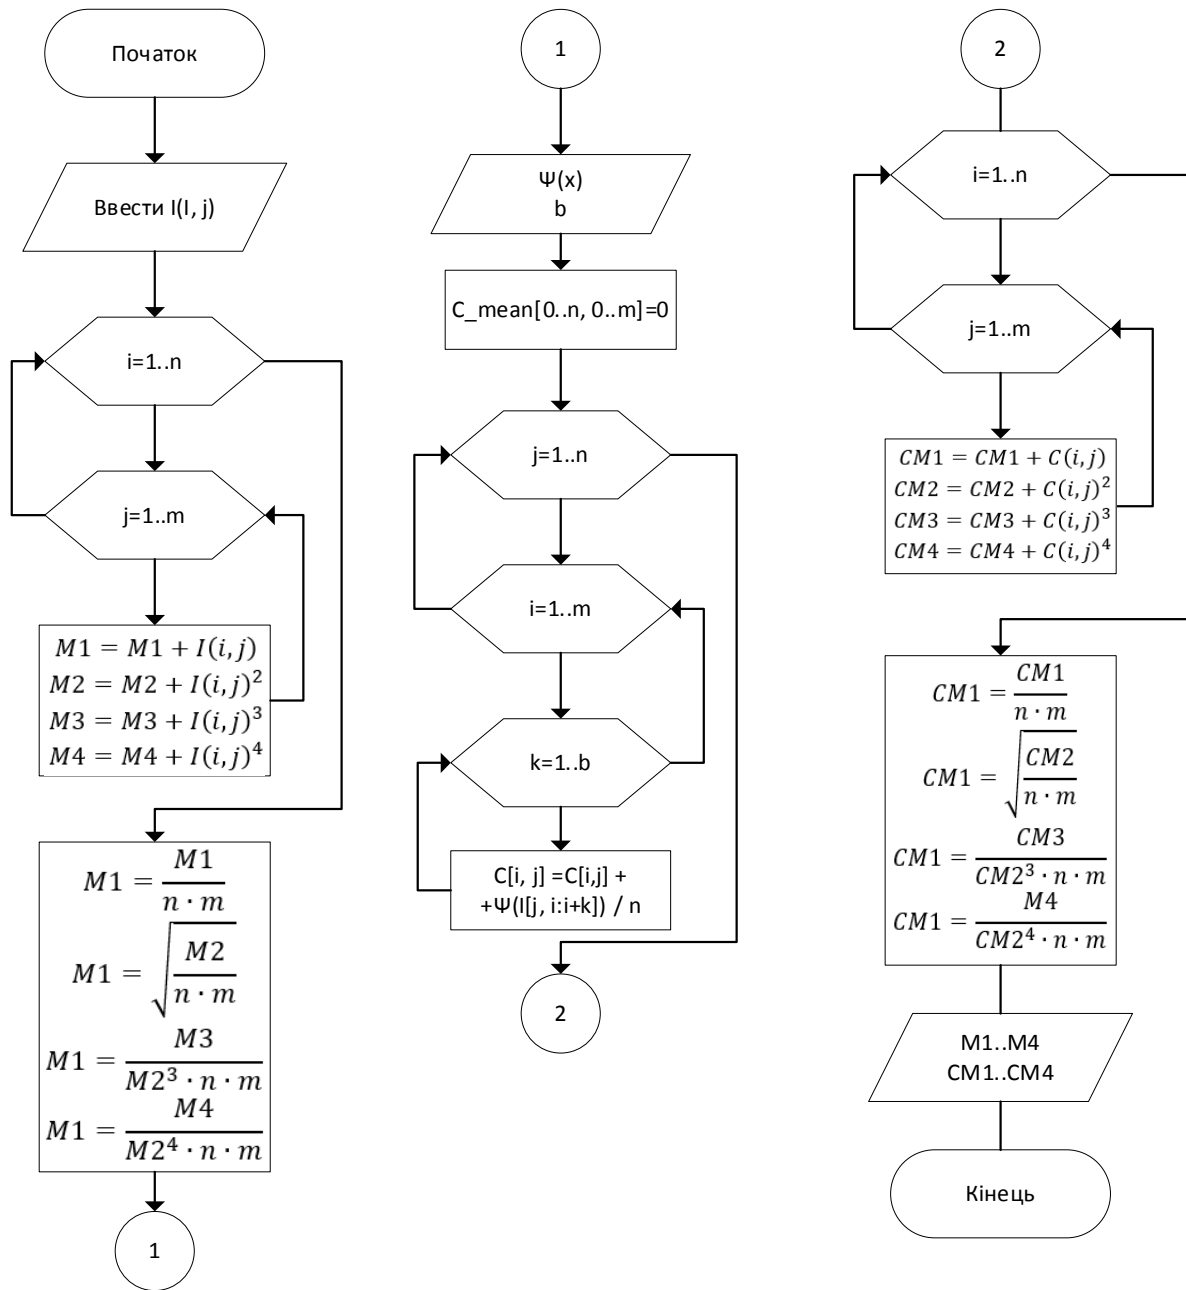 Початок
Ввести I(I, j)
i=1..n
j=1..m
M1 = M1 + I(i,j)
M2 = M2 + I(i,j)²
M3 = M3 + I(i,j)³
M4 = M4 + I(i,j)⁴
M1 = M1 / (n · m)
M1 = √(M2 / (n · m))
M1 = M3 / (M2³ · n · m)
M1 = M4 / (M2⁴ · n · m)
1
1
Ψ(x)
b
C_mean[0..n, 0..m]=0
j=1..n
i=1..m
k=1..b
C[i, j] =C[i,j] +
+Ψ(I[j, i:i+k]) / n
2
2
i=1..n
j=1..m
CM1 = CM1 + C(i,j)
CM2 = CM2 + C(i,j)²
CM3 = CM3 + C(i,j)³
CM4 = CM4 + C(i,j)⁴
CM1 = CM1 / (n · m)
CM1 = √(CM2 / (n · m))
CM1 = CM3 / (CM2³ · n · m)
CM1 = M4 / (CM2⁴ · n · m)
M1..M4
CM1..CM4
Кінець